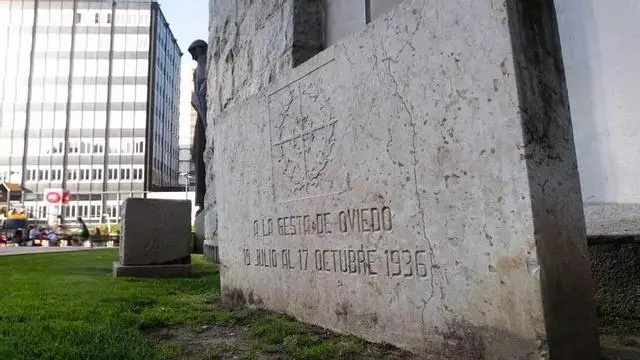 A LA GESTA DE OVIEDO
19 JULIO AL 17 OCTUBRE 1936